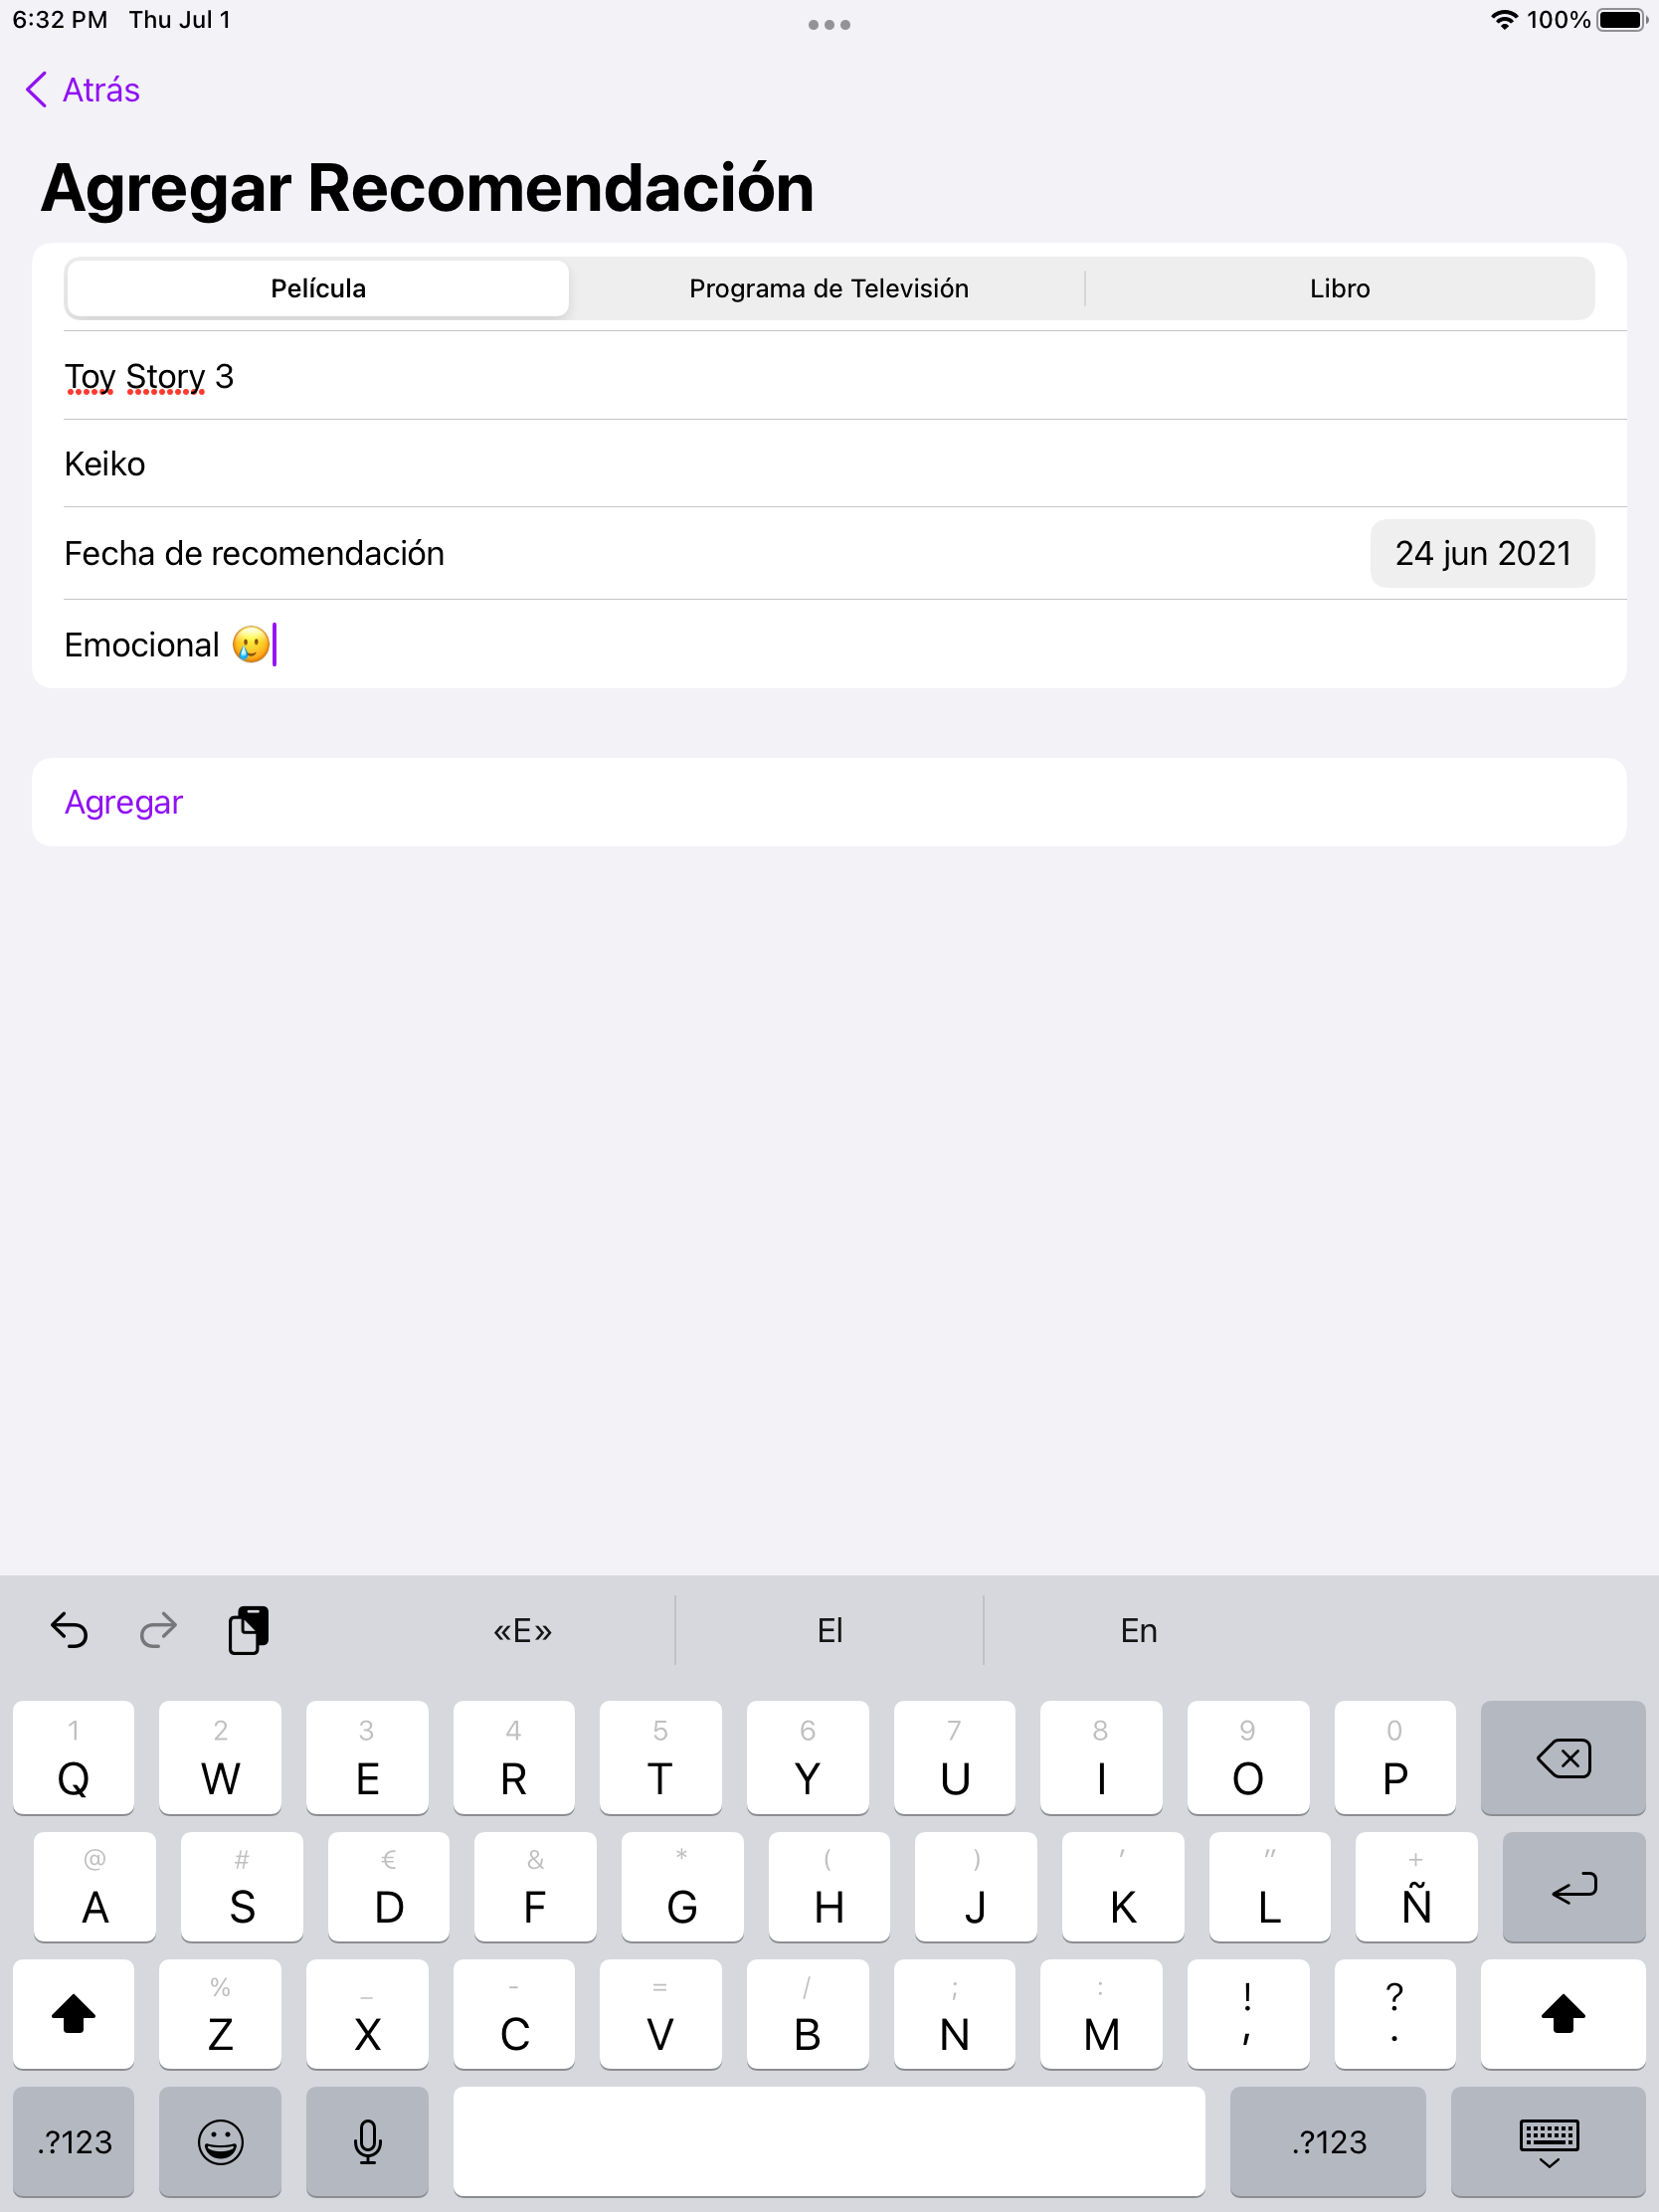 6:32 PM Thu Jul 1 100%
Atrás
Agregar Recomendación
Película Programa de Televisión Libro
Toy Story 3
Keiko
Fecha de recomendación 24 jun 2021
Emocional 🥲
Agregar
«E» El En
1 2 3 4 5 6 7 8 9 0
Q W E R T Y U I O P
@ # € & * ( ) ' " +
A S D F G H J K L Ñ
% _ - = / ; : ! ?
Z X C V B N M , .
.?123 .?123